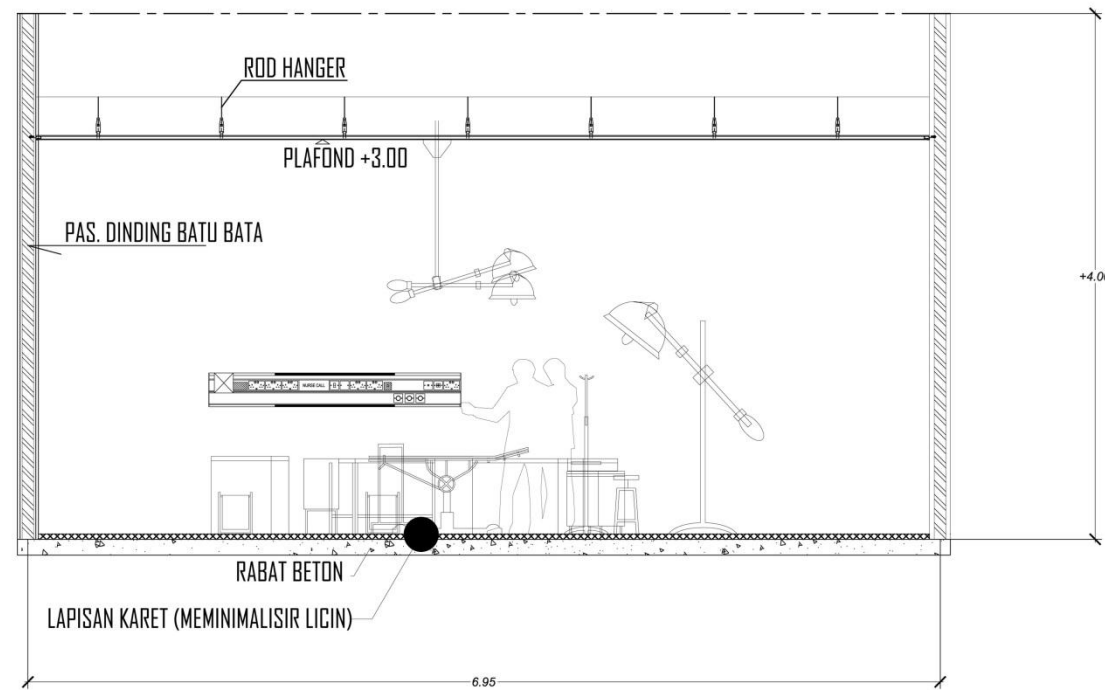 ROD HANGER
PLAFOND +3.00
PAS. DINDING BATU BATA
+4.00
NURSE CALL
RABAT BETON
LAPISAN KARET (MEMINIMALISIR LICIN)
6.95